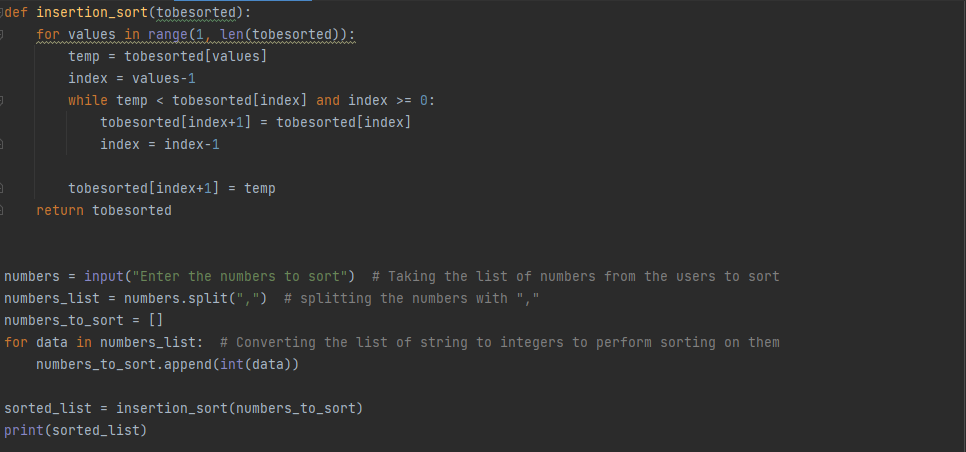 def insertion_sort(tobesorted):
    for values in range(1, len(tobesorted)):
        temp = tobesorted[values]
        index = values-1
        while temp < tobesorted[index] and index >= 0:
            tobesorted[index+1] = tobesorted[index]
            index = index-1
        tobesorted[index+1] = temp
    return tobesorted
numbers = input("Enter the numbers to sort")  # Taking the list of numbers from the users to sort
numbers_list = numbers.split(",")  # splitting the numbers with ","
numbers_to_sort = []
for data in numbers_list:  # Converting the list of string to integers to perform sorting on them
    numbers_to_sort.append(int(data))
sorted_list = insertion_sort(numbers_to_sort)
print(sorted_list)